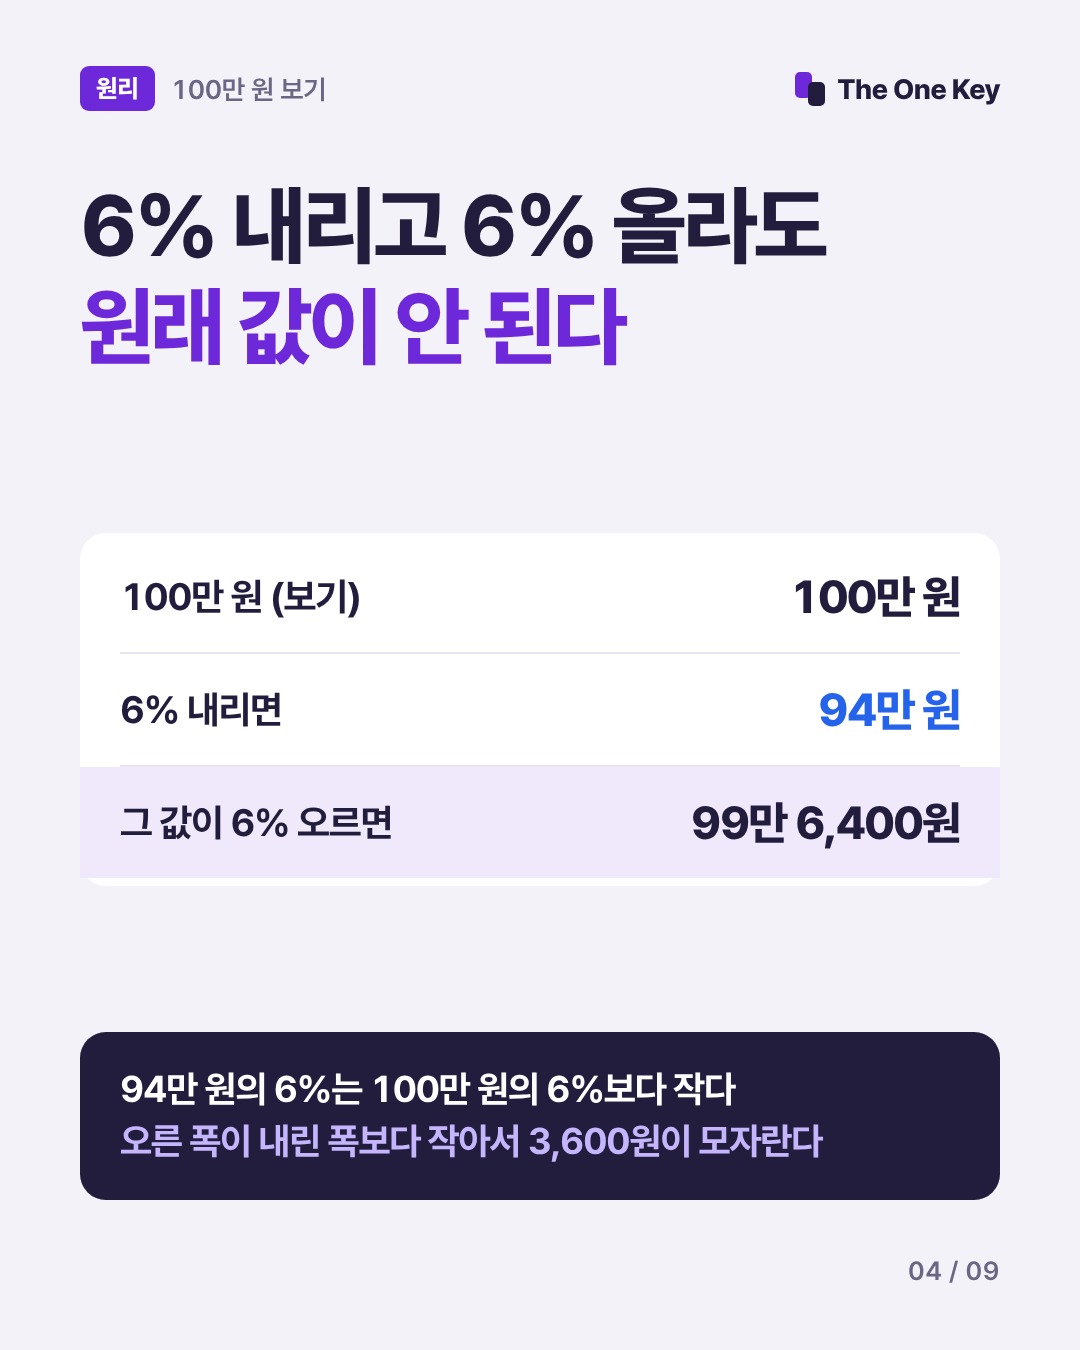 원리 100만 원 보기
The One Key
6% 내리고 6% 올라도
원래 값이 안 된다
100만 원 (보기) 100만 원
6% 내리면 94만 원
그 값이 6% 오르면 99만 6,400원
94만 원의 6%는 100만 원의 6%보다 작다
오른 폭이 내린 폭보다 작아서 3,600원이 모자란다
04 / 09